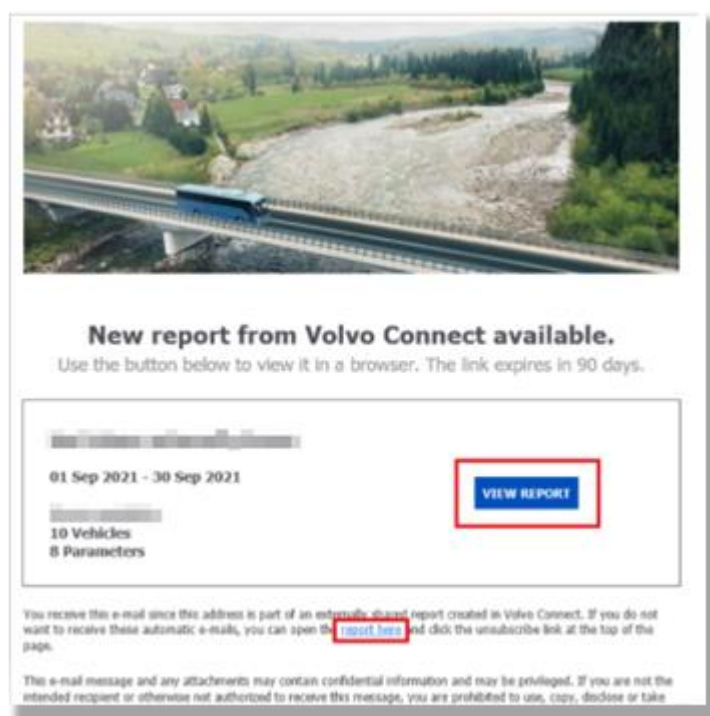 New report from Volvo Connect available.
Use the button below to view it in a browser. The link expires in 90 days.
01 Sep 2021 - 30 Sep 2021
VIEW REPORT
10 Vehicles
8 Parameters
You receive this e-mail since this address is part of an externally shared report created in Volvo Connect. If you do not
want to receive these automatic e-mails, you can open the report here and click the unsubscribe link at the top of the
page.
This e-mail message and any attachments may contain confidential information and may be privileged. If you are not the
intended recipient or otherwise not authorized to receive this message, you are prohibited to use, copy, disclose or take